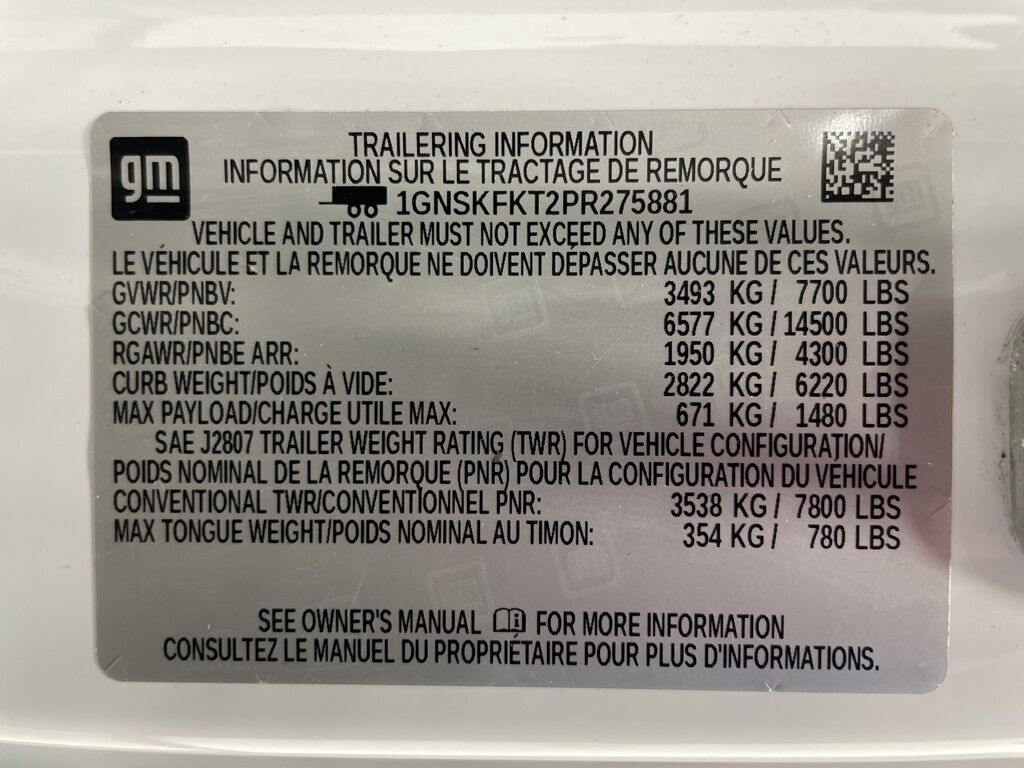 gm
TRAILERING INFORMATION
INFORMATION SUR LE TRACTAGE DE REMORQUE
1GNSKFKT2PR275881
VEHICLE AND TRAILER MUST NOT EXCEED ANY OF THESE VALUES.
LE VÉHICULE ET LA REMORQUE NE DOIVENT DÉPASSER AUCUNE DE CES VALEURS.
GVWR/PNBV: 3493 KG / 7700 LBS
GCWR/PNBC: 6577 KG / 14500 LBS
RGAWR/PNBE ARR: 1950 KG / 4300 LBS
CURB WEIGHT/POIDS À VIDE: 2822 KG / 6220 LBS
MAX PAYLOAD/CHARGE UTILE MAX: 671 KG / 1480 LBS
SAE J2807 TRAILER WEIGHT RATING (TWR) FOR VEHICLE CONFIGURATION/
POIDS NOMINAL DE LA REMORQUE (PNR) POUR LA CONFIGURATION DU VÉHICULE
CONVENTIONAL TWR/CONVENTIONNEL PNR: 3538 KG / 7800 LBS
MAX TONGUE WEIGHT/POIDS NOMINAL AU TIMON: 354 KG / 780 LBS
SEE OWNER'S MANUAL FOR MORE INFORMATION
CONSULTEZ LE MANUEL DU PROPRIÉTAIRE POUR PLUS D'INFORMATIONS.